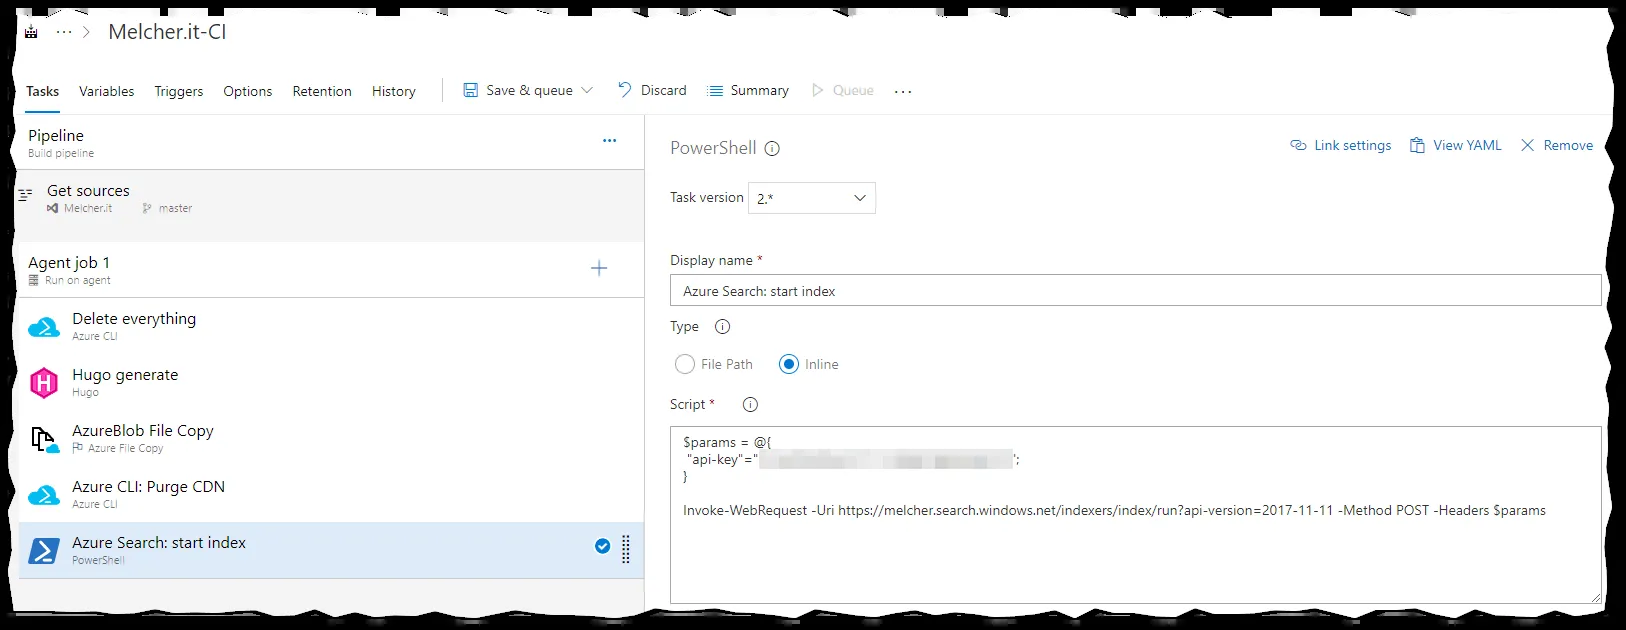 ··· > Melcher.it-CI
Tasks Variables Triggers Options Retention History Save & queue Discard Summary Queue ...
Pipeline
Build pipeline
Get sources
Melcher.it master
Agent job 1
Run on agent
Delete everything
Azure CLI
Hugo generate
Hugo
AzureBlob File Copy
Azure File Copy
Azure CLI: Purge CDN
Azure CLI
Azure Search: start index
PowerShell
PowerShell
Link settings View YAML Remove
Task version 2.*
Display name *
Azure Search: start index
Type
File Path Inline
Script *
$params = @{
"api-key"=" ";
}
Invoke-WebRequest -Uri https://melcher.search.windows.net/indexers/index/run?api-version=2017-11-11 -Method POST -Headers $params